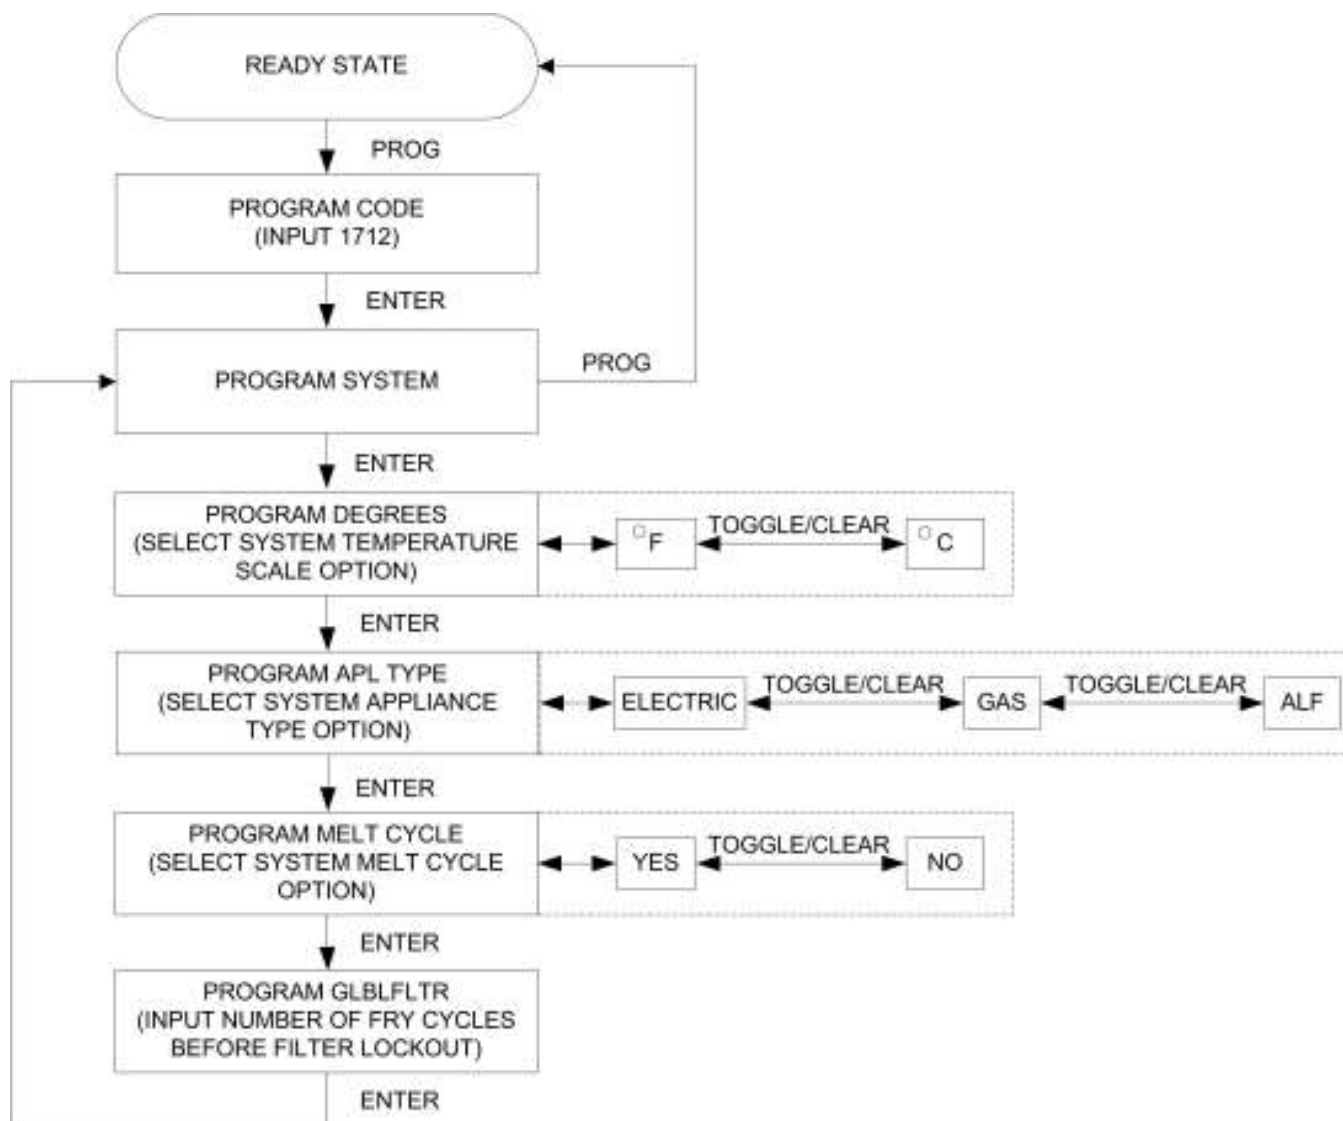 READY STATE
PROG
PROGRAM CODE
(INPUT 1712)
ENTER
PROGRAM SYSTEM
PROG
ENTER
PROGRAM DEGREES
(SELECT SYSTEM TEMPERATURE
SCALE OPTION)
°F
TOGGLE/CLEAR
°C
ENTER
PROGRAM APL TYPE
(SELECT SYSTEM APPLIANCE
TYPE OPTION)
ELECTRIC
TOGGLE/CLEAR
GAS
TOGGLE/CLEAR
ALF
ENTER
PROGRAM MELT CYCLE
(SELECT SYSTEM MELT CYCLE
OPTION)
YES
TOGGLE/CLEAR
NO
ENTER
PROGRAM GLBLFLTR
(INPUT NUMBER OF FRY CYCLES
BEFORE FILTER LOCKOUT)
ENTER